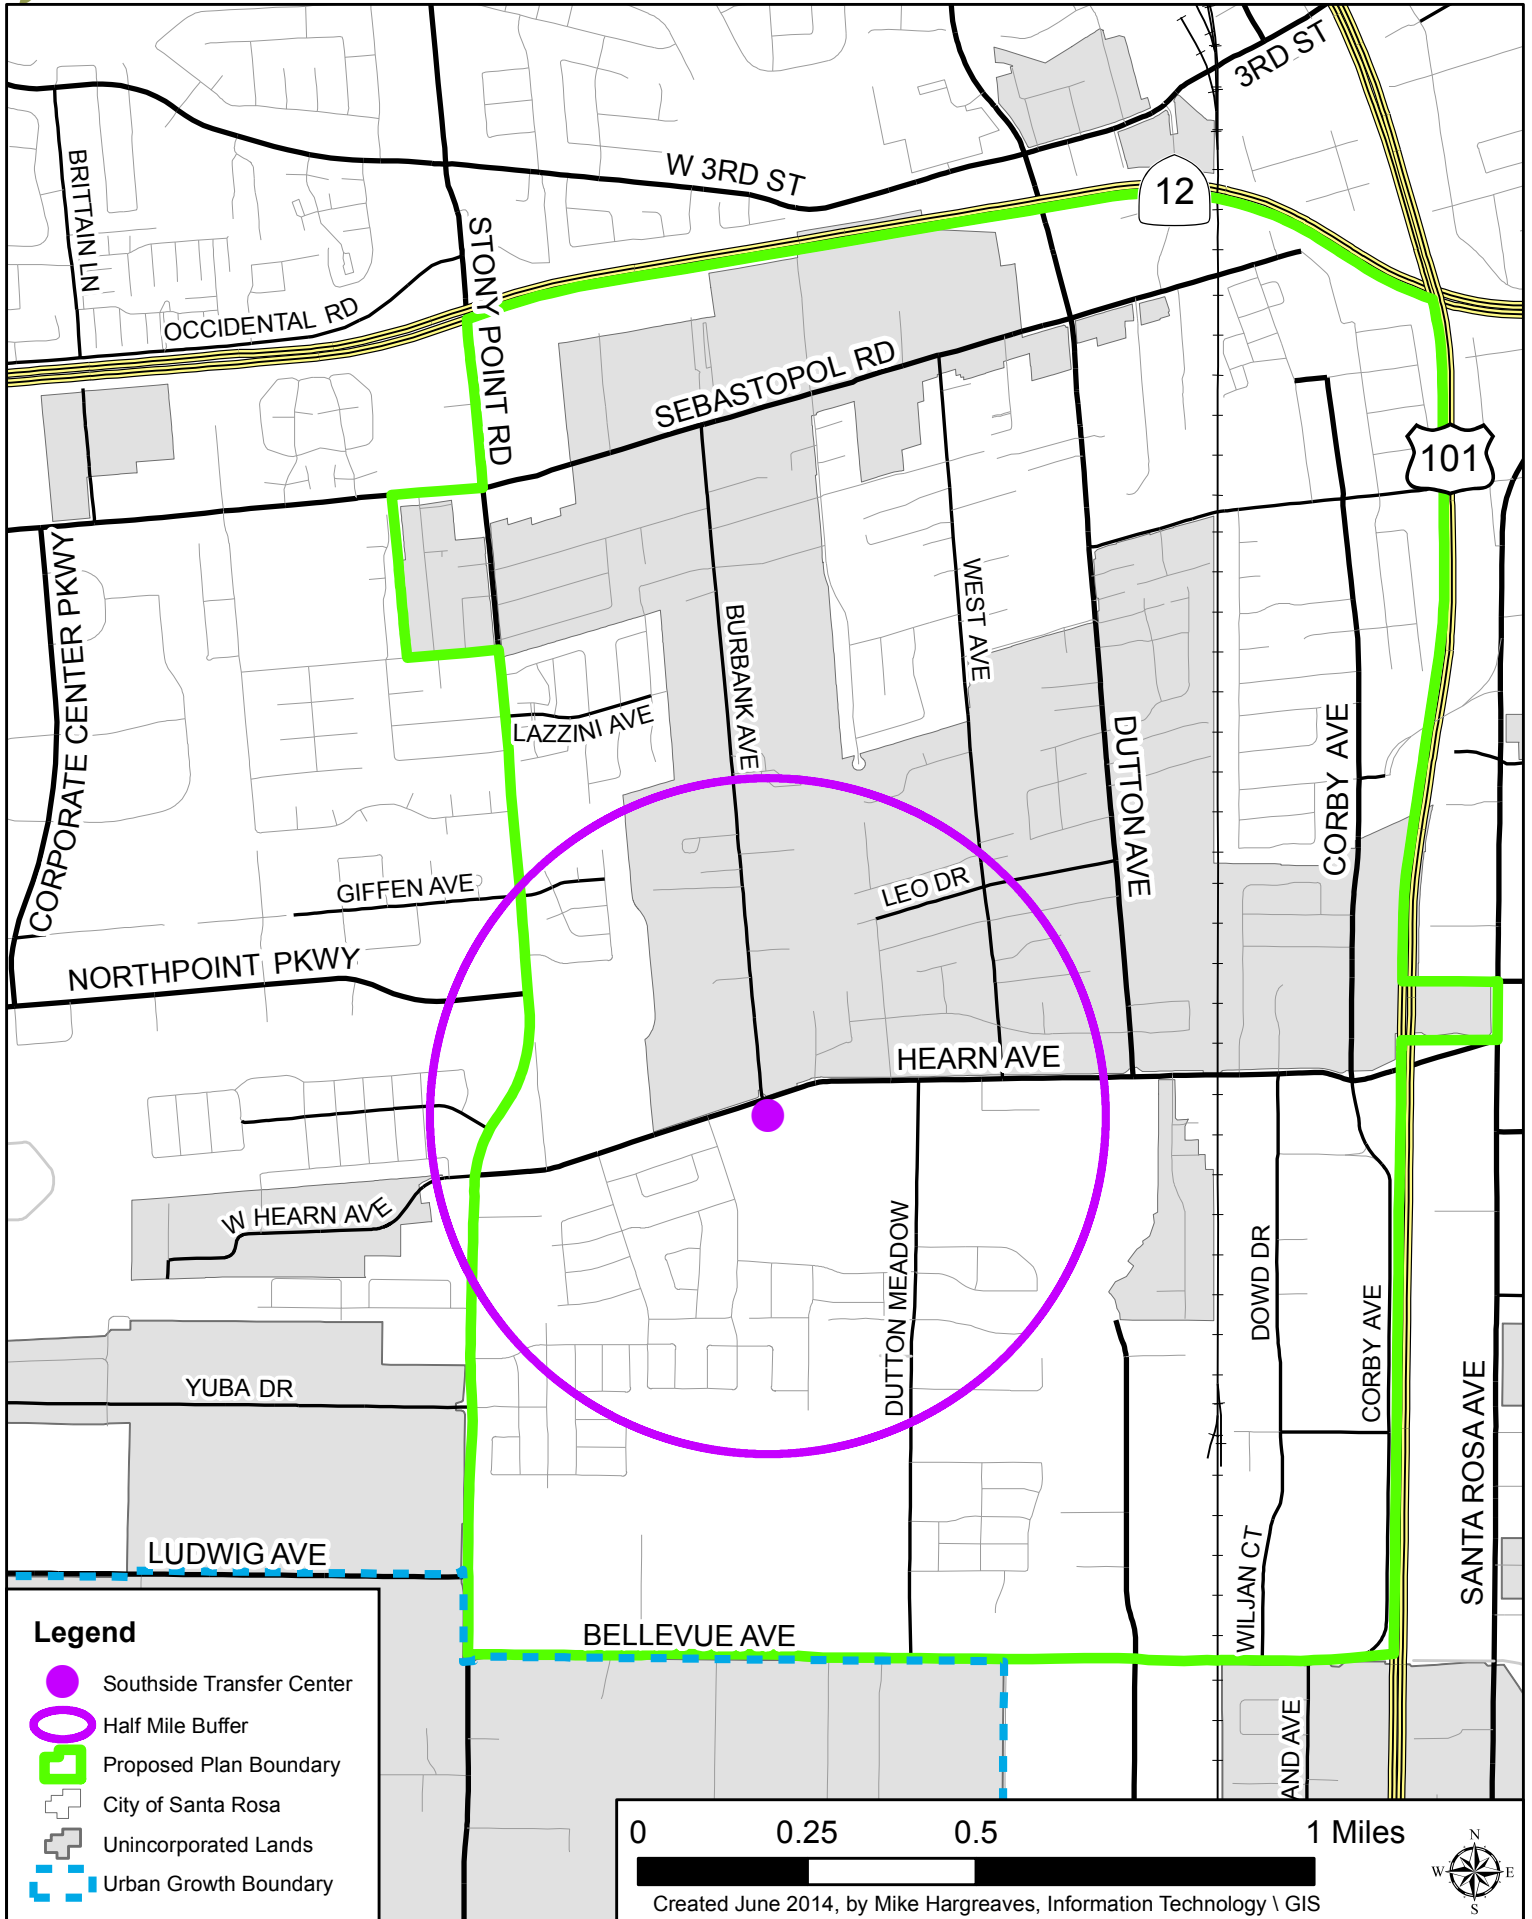 3RD ST
W 3RD ST
12
BRITTAIN LN
STONY POINT RD
OCCIDENTAL RD
SEBASTOPOL RD
101
CORPORATE CENTER PKWY
WEST AVE
BURBANK AVE
LAZZINI AVE
DUTTON AVE
CORBY AVE
GIFFEN AVE
LEO DR
NORTHPOINT PKWY
HEARN AVE
W HEARN AVE
DUTTON MEADOW
DOWD DR
CORBY AVE
YUBA DR
SANTA ROSA AVE
LUDWIG AVE
WILJAN CT
BELLEVUE AVE
AND AVE
Legend
Southside Transfer Center
Half Mile Buffer
Proposed Plan Boundary
City of Santa Rosa
Unincorporated Lands
Urban Growth Boundary
0 0.25 0.5 1 Miles
Created June 2014, by Mike Hargreaves, Information Technology \ GIS
N
W E
S